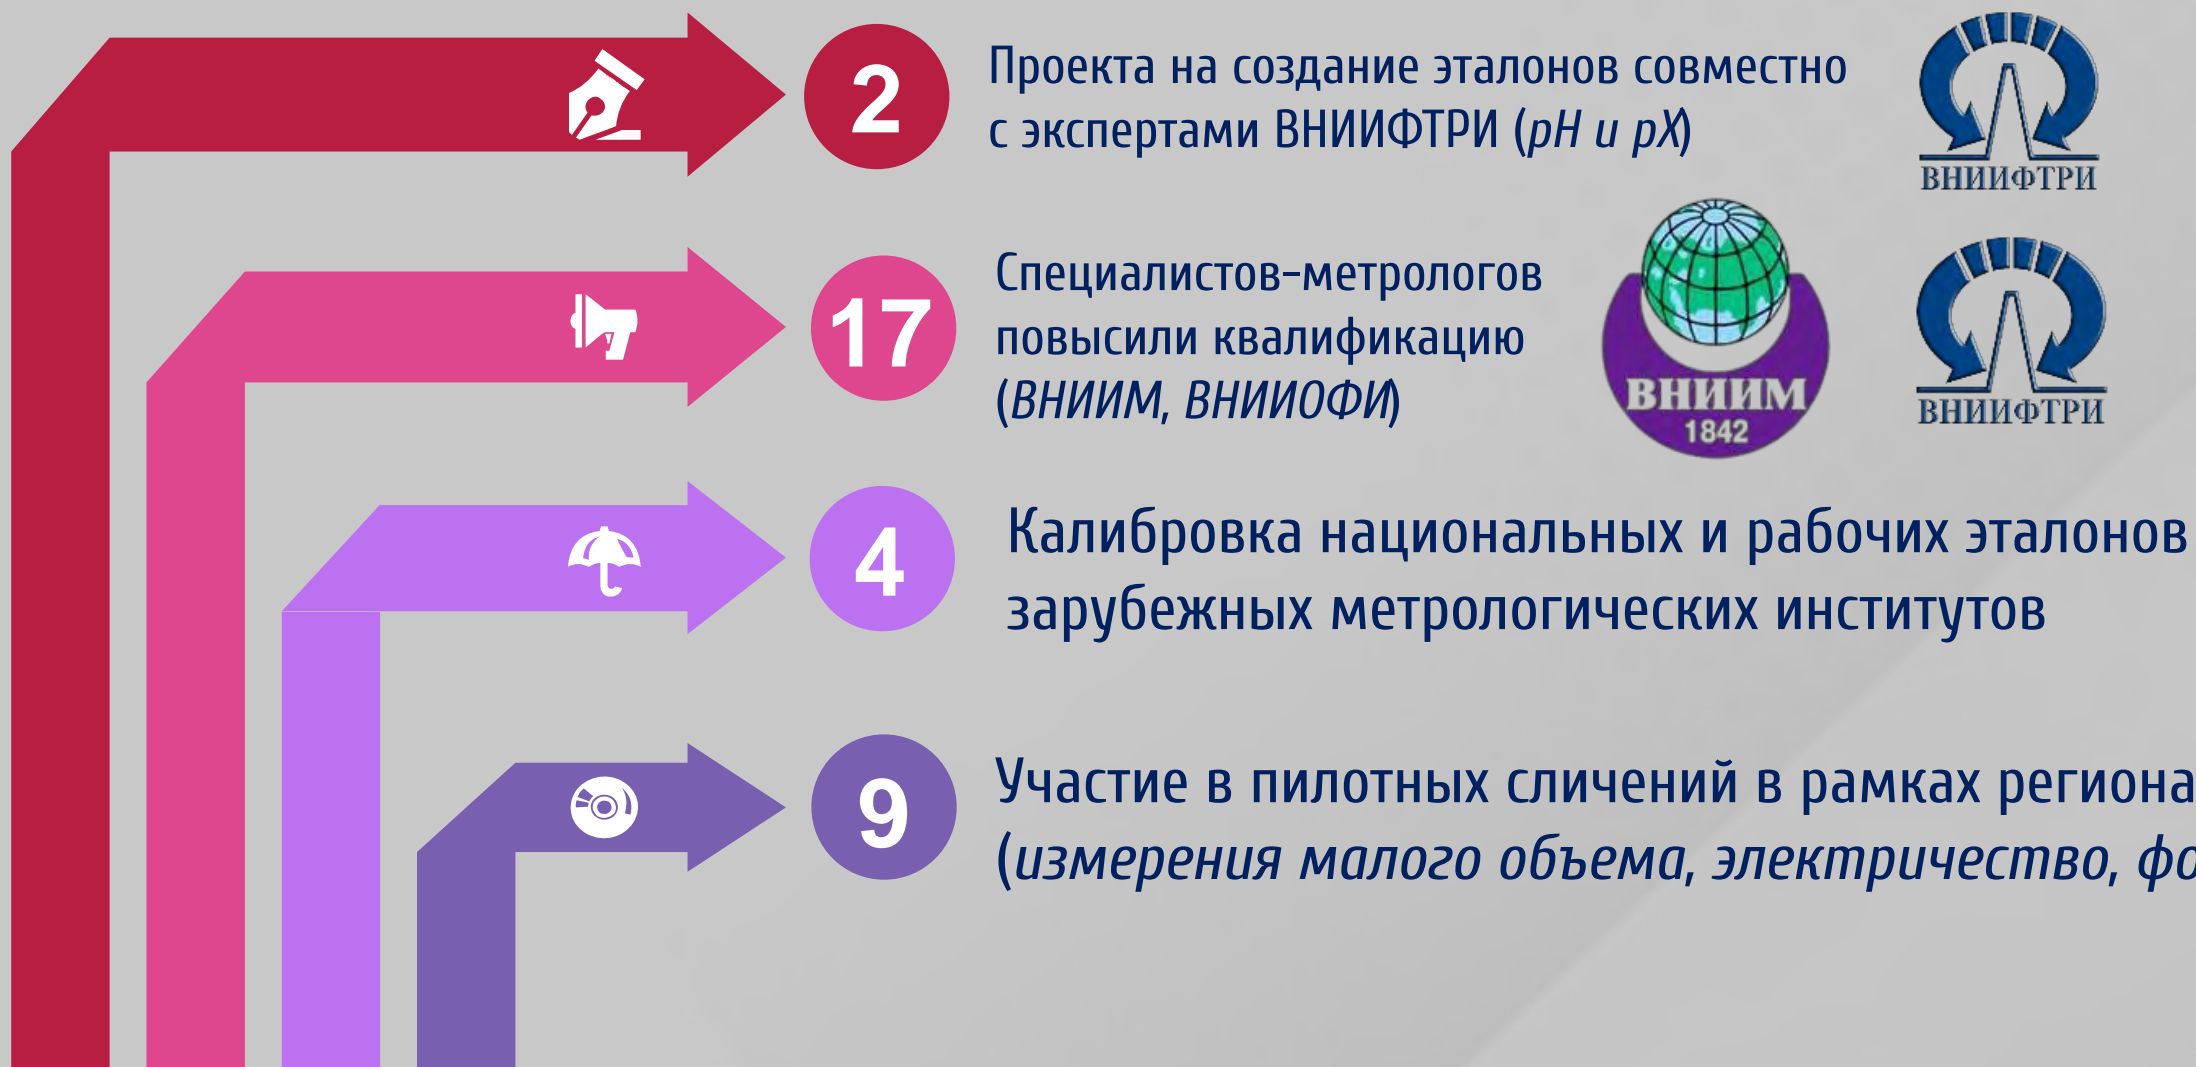 2
Проекта на создание эталонов совместно
с экспертами ВНИИФТРИ (pH и pX)
ВНИИФТРИ
17
Специалистов-метрологов
повысили квалификацию
(ВНИИМ, ВНИИОФИ)
ВНИИМ
1842
ВНИИФТРИ
4
Калибровка национальных и рабочих эталонов
зарубежных метрологических институтов
9
Участие в пилотных сличений в рамках
(измерения малого объема, электричество,